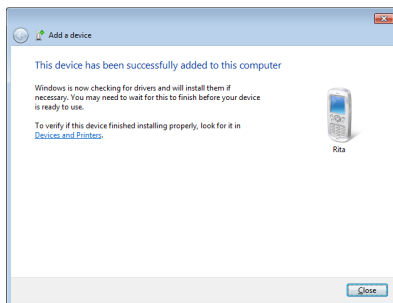 Add a device
This device has been successfully added to this computer
Windows is now checking for drivers and will install them if
necessary. You may need to wait for this to finish before your device
is ready to use.
To verify if this device finished installing properly, look for it in
Devices and Printers.
Rita
Close